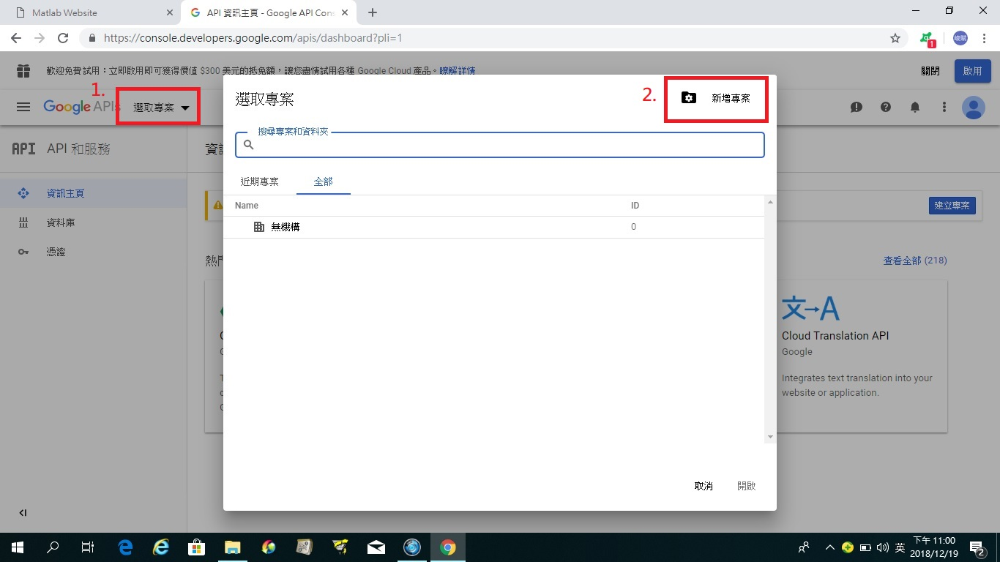 Matlab Website
API 資訊主頁 - Google API Cons
https://console.developers.google.com/apis/dashboard?pli=1
1
峻賦
歡迎免費試用：立即啟用即可獲得價值 $300 美元的抵免額，讓您盡情試用各種 Google Cloud 產品。瞭解詳情
關閉
啟用
1.
Google APIs
選取專案
選取專案
2.
新增專案
API
API 和服務
資訊
搜尋專案和資料夾
近期專案
全部
資訊主頁
Name
ID
建立專案
資料庫
無機構
0
憑證
熱門
查看全部 (218)
文→A
Cloud Translation API
Google
Integrates text translation into your
website or application.
取消
開啟
英
下午 11:00
2018/12/19
2